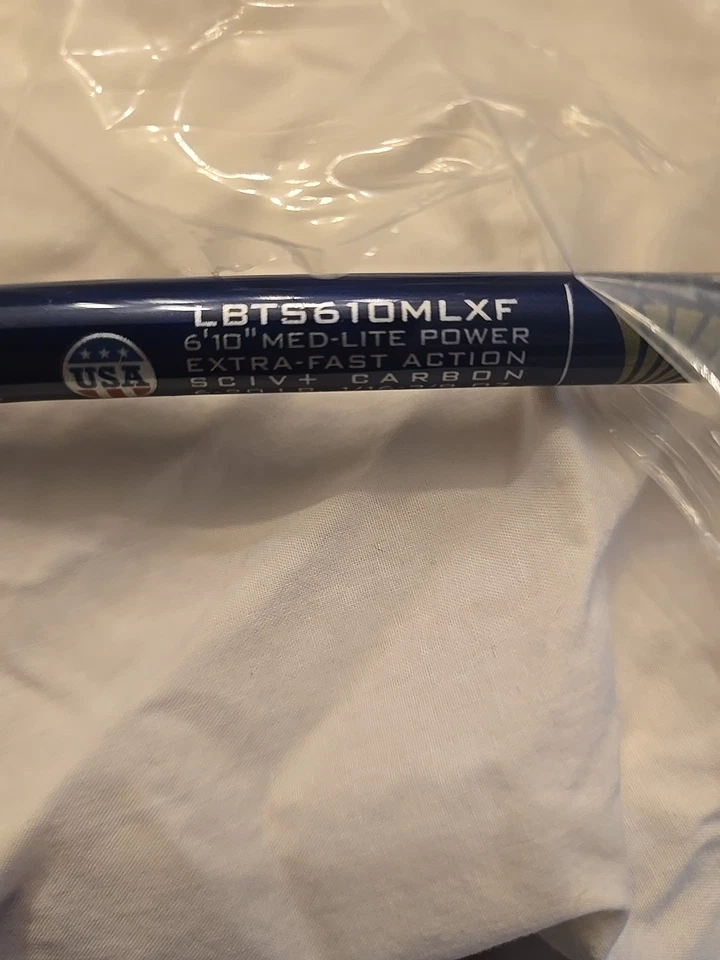 USA
LBTS610MLXF
6'10" MED-LITE POWER
EXTRA-FAST ACTION
SCIV+ CARBON